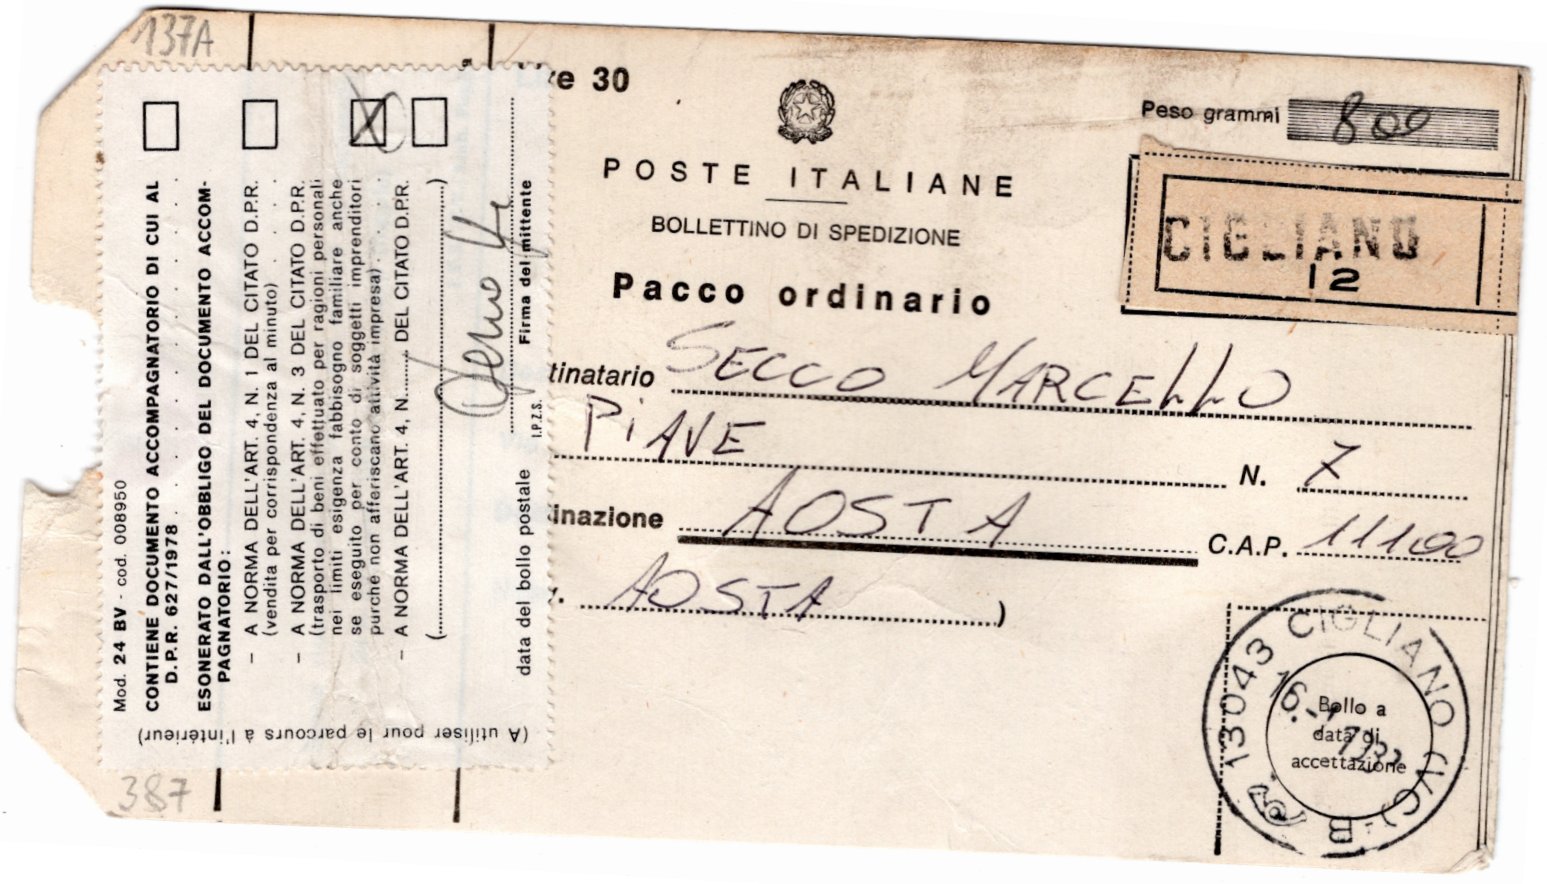 137A
re 30
Peso grammi 800
POSTE ITALIANE
BOLLETTINO DI SPEDIZIONE
Pacco ordinario
CIGLIANO
12
tinatario SECCO MARCELLO
PIAVE N. 7
inazione AOSTA C.A.P. 11100
. AOSTA )
13043 CIGLIANO (VC) B
16.-1
Bollo a
data di
accettazione
Mod. 24 BV - cod. 008950
CONTIENE DOCUMENTO ACCOMPAGNATORIO DI CUI AL
D.P.R. 627/1978 . . . . . . . . . . . .
ESONERATO DALL'OBBLIGO DEL DOCUMENTO ACCOM-
PAGNATORIO:
– A NORMA DELL'ART. 4, N. 1 DEL CITATO D.P.R.
(vendita per corrispondenza al minuto) . . . .
– A NORMA DELL'ART. 4, N. 3 DEL CITATO D.P.R.
(trasporto di beni effettuato per ragioni personali
nei limiti esigenza fabbisogno familiare anche
se eseguito per conto di soggetti imprenditori
purché non afferiscano attività impresa) . . . .
– A NORMA DELL'ART. 4, N........ DEL CITATO D.P.R.
(........................)
data del bollo postale
Firma del mittente
I.P.Z.S.
(A utiliser pour le parcours à l'intérieur)
387